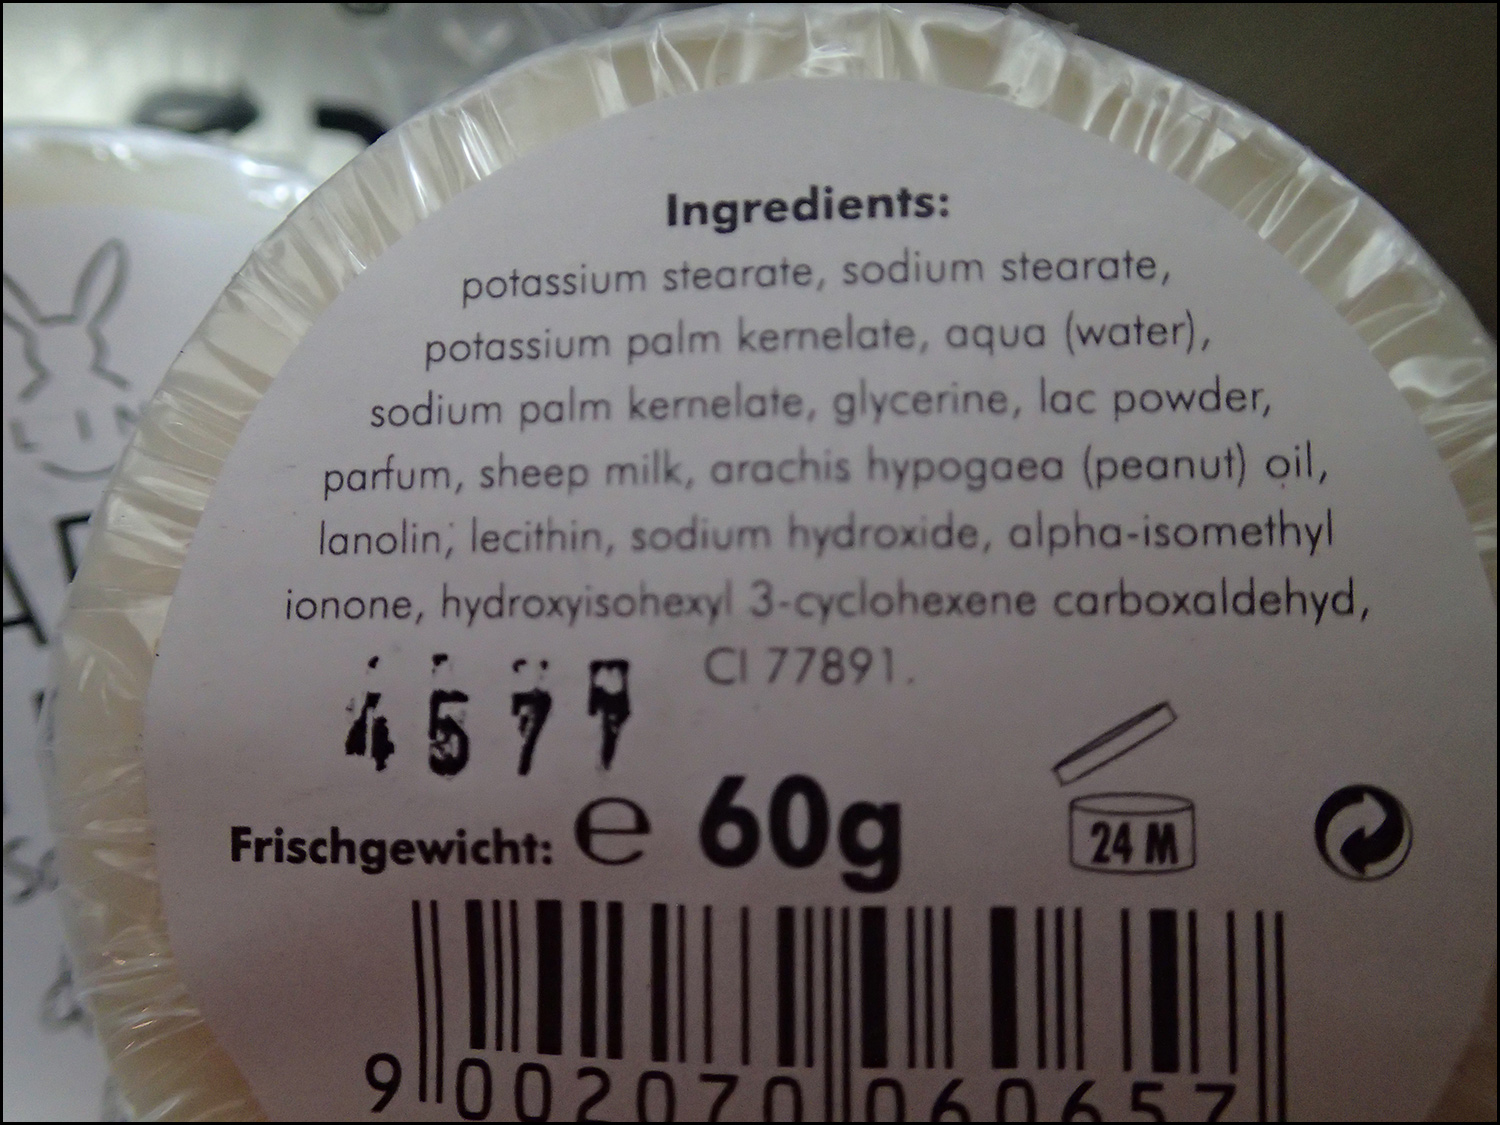 Ingredients:
potassium stearate, sodium stearate,
potassium palm kernelate, aqua (water),
sodium palm kernelate, glycerine, lac powder,
parfum, sheep milk, arachis hypogaea (peanut) oil,
lanolin, lecithin, sodium hydroxide, alpha-isomethyl
ionone, hydroxyisohexyl 3-cyclohexene carboxaldehyd,
CI 77891.
4577
Frischgewicht: e 60g
24 M
9 002070 060657